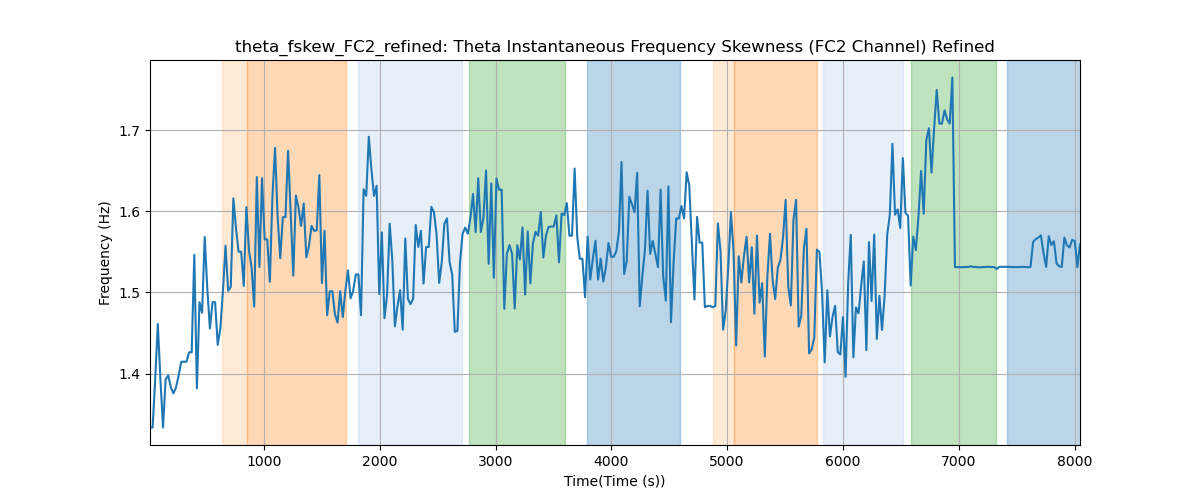 theta_fskew_FC2_refined: Theta Instantaneous Frequency Skewness (FC2 Channel) Refined
Frequency (Hz)
1.7
1.6
1.5
1.4
1000 2000 3000 4000 5000 6000 7000 8000
Time(Time (s))